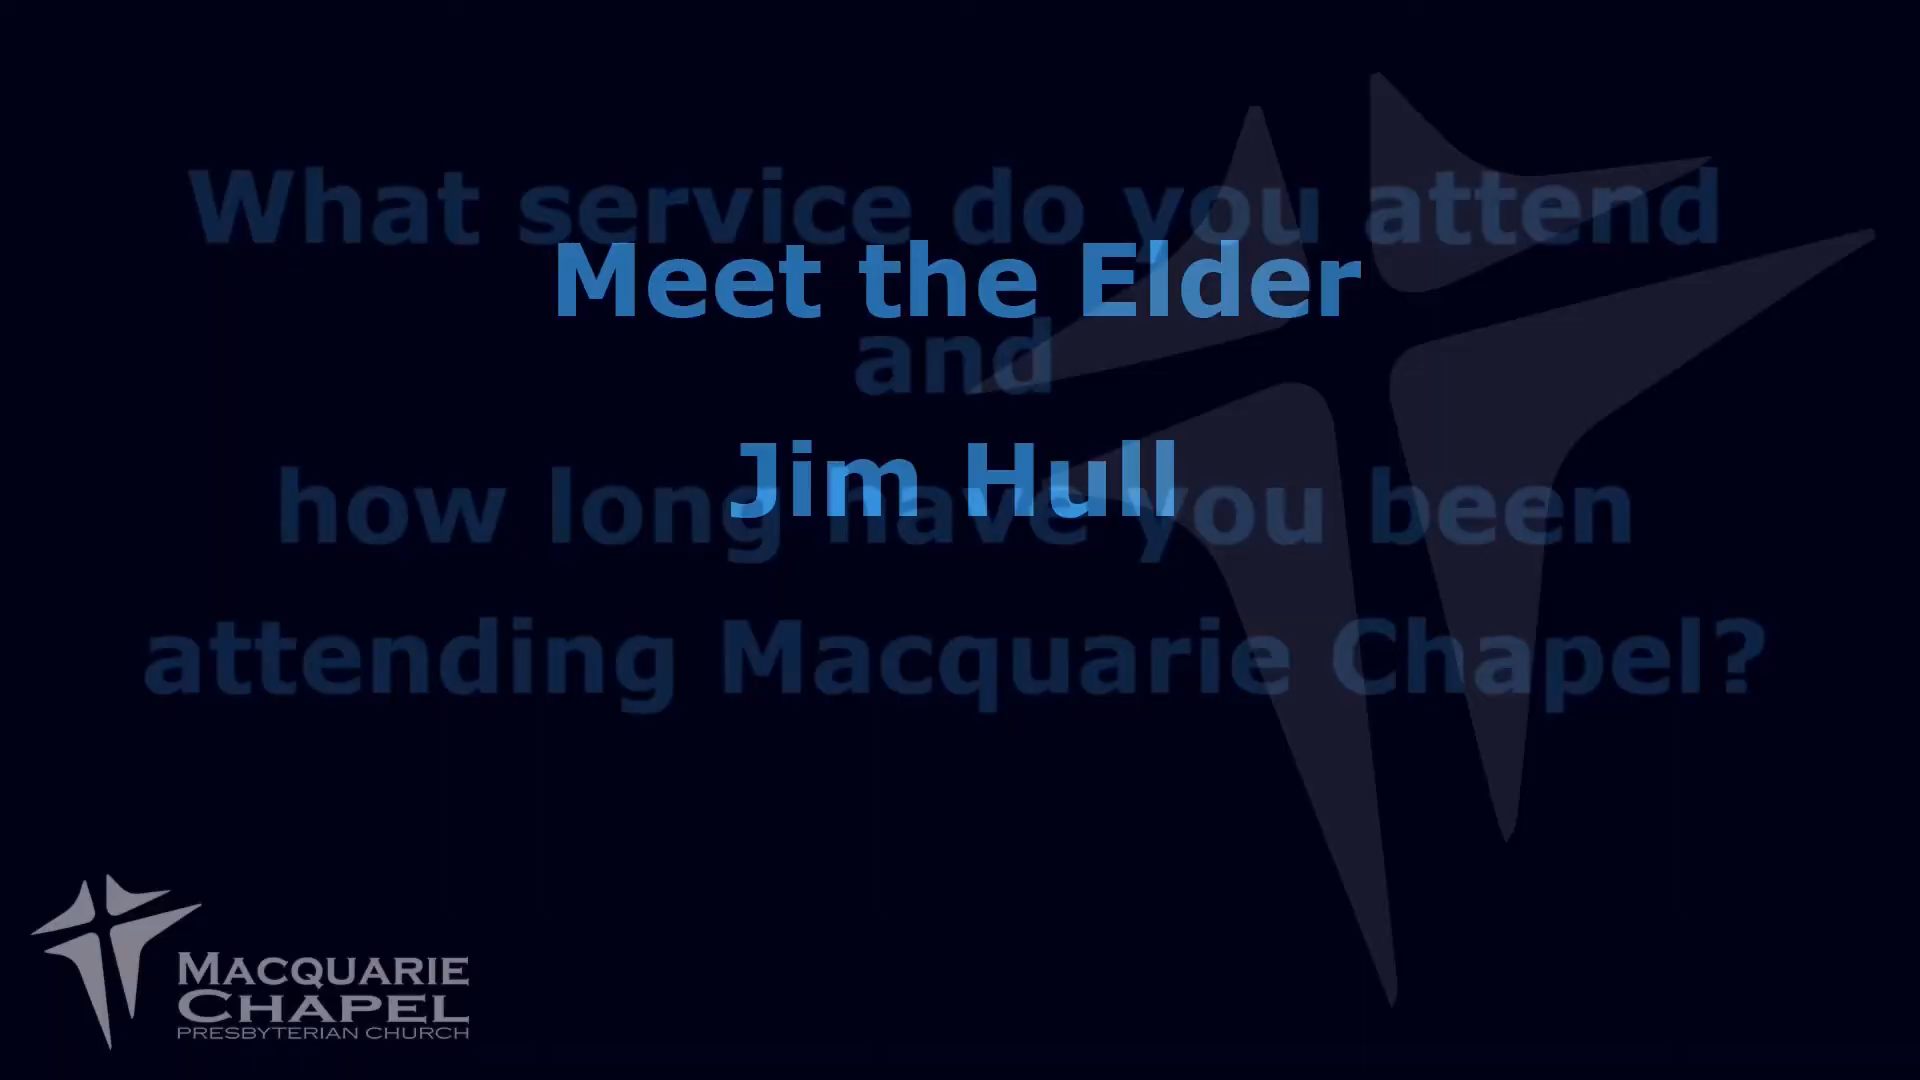 Meet the Elder
Jim Hull
What service do you attend
and
how long have you been
attending Macquarie Chapel?
MACQUARIE
CHAPEL
PRESBYTERIAN CHURCH